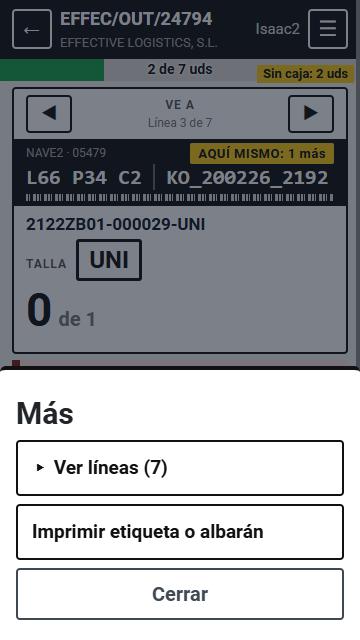 ←
EFFEC/OUT/24794
EFFECTIVE LOGISTICS, S.L.
Isaac2
☰
2 de 7 uds
Sin caja: 2 uds
◀
VE A
Línea 3 de 7
▶
NAVE2 · 05479
AQUÍ MISMO: 1 más
L66 P34 C2
KO_200226_2192
2122ZB01-000029-UNI
TALLA
UNI
0 de 1
Más
▸ Ver líneas (7)
Imprimir etiqueta o albarán
Cerrar